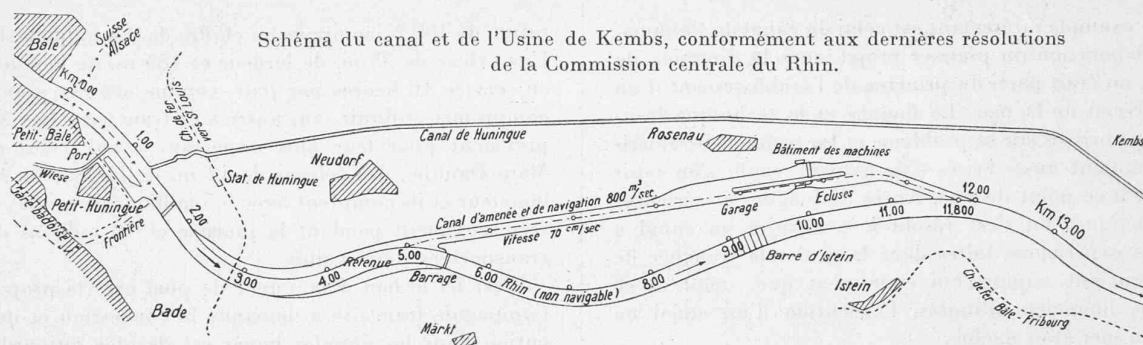 Schéma du canal et de l'Usine de Kembs, conformément aux dernières résolutions
de la Commission centrale du Rhin.
Bâle
Suisse
Alsace
Km 0.00
Petit-Bâle
1.00
Port
Wiese
Petit-Huningue
Gare badoise
Frontière
Bade
Ch. de fer
vers St-Louis
Stat. de Huningue
2.00
Canal de Huningue
Neudorf
Rosenau
Bâtiment des machines
Kembs
Canal d'amenée et de navigation 800 m³/sec
Vitesse 70 cm/sec
Garage
Ecluses
12.00
11.800
11.00
10.00
Km 13.00
3.00
4.00
Retenue
5.00
Barrage
6.00
Rhin (non navigable)
8.00
9.00
Barre d'Istein
Istein
Ch. de fer Bâle-Fribourg
Märkt